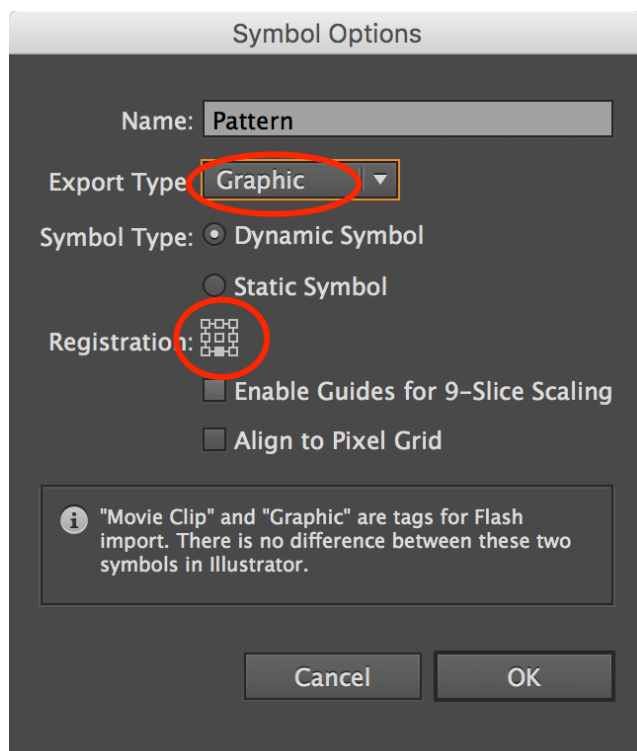 Symbol Options
Name: Pattern
Export Type Graphic
Symbol Type: Dynamic Symbol
Static Symbol
Registration:
Enable Guides for 9-Slice Scaling
Align to Pixel Grid
"Movie Clip" and "Graphic" are tags for Flash
import. There is no difference between these two
symbols in Illustrator.
Cancel OK